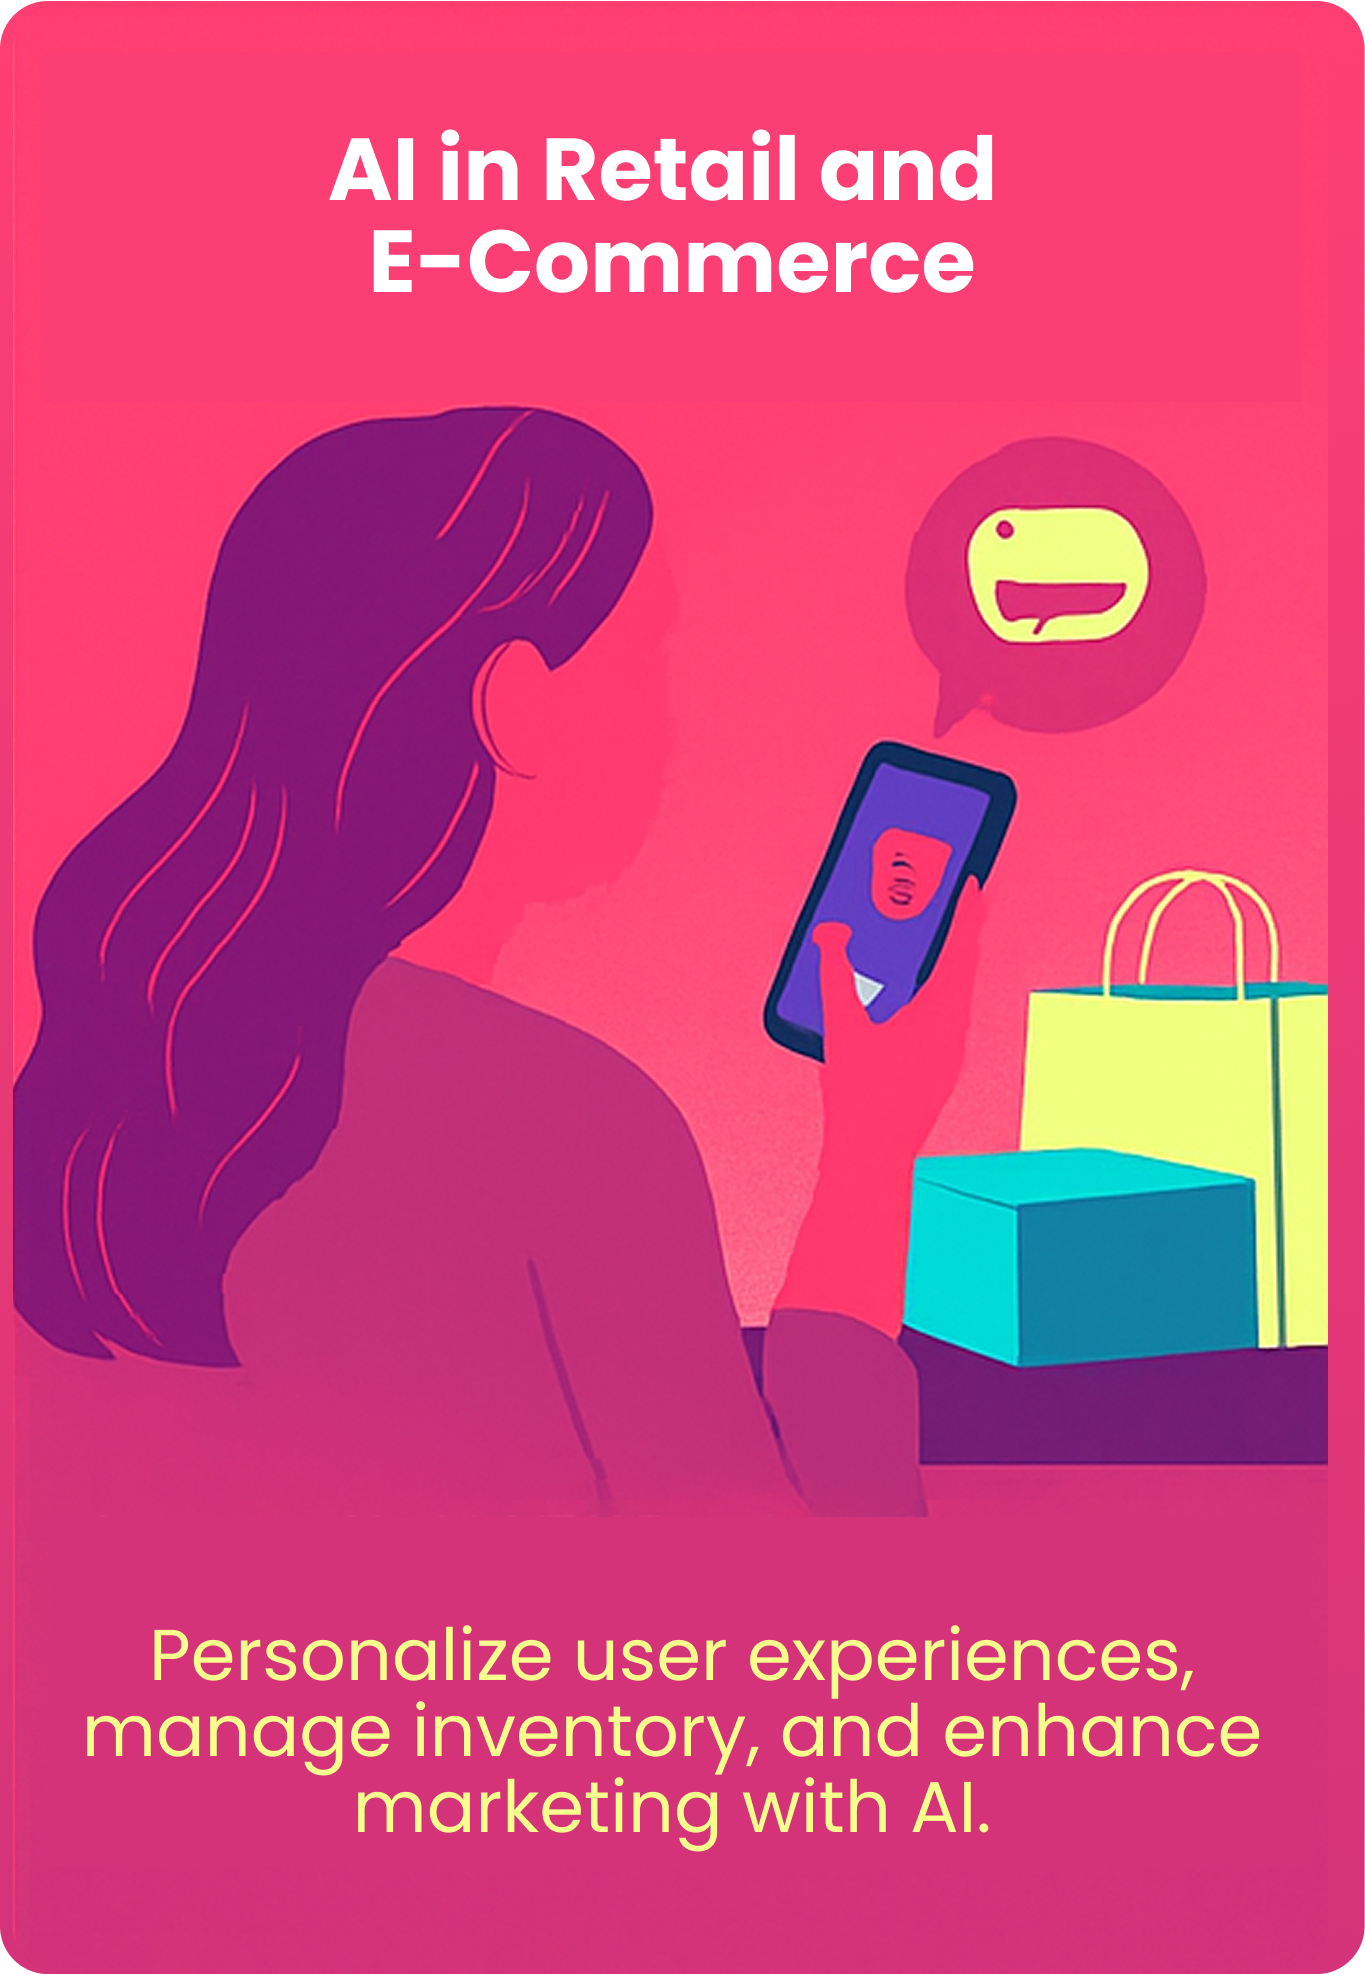 AI in Retail and
E-Commerce
Personalize user experiences,
manage inventory, and enhance
marketing with AI.